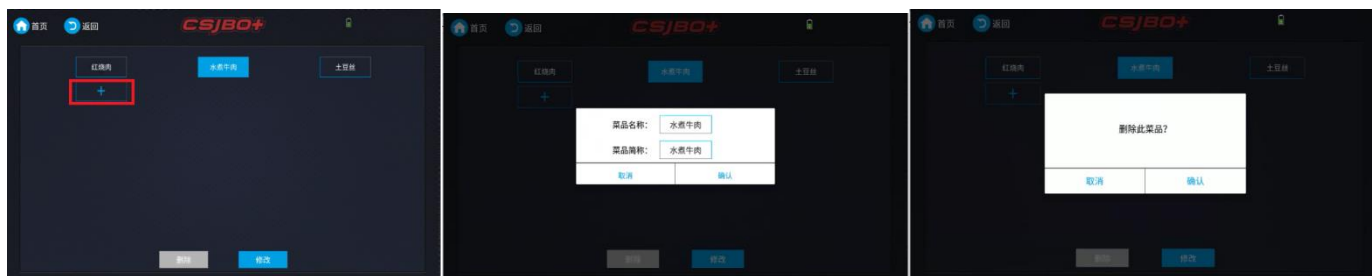 首页 返回 CSJBO+
红烧肉 水煮牛肉 土豆丝
+
删除 修改
首页 返回 CSJBO+
红烧肉 水煮牛肉 土豆丝
+
菜品名称： 水煮牛肉
菜品简称： 水煮牛肉
取消 确认
删除 修改
首页 返回 CSJBO+
红烧肉 水煮牛肉 土豆丝
+
删除此菜品？
取消 确认
删除 修改